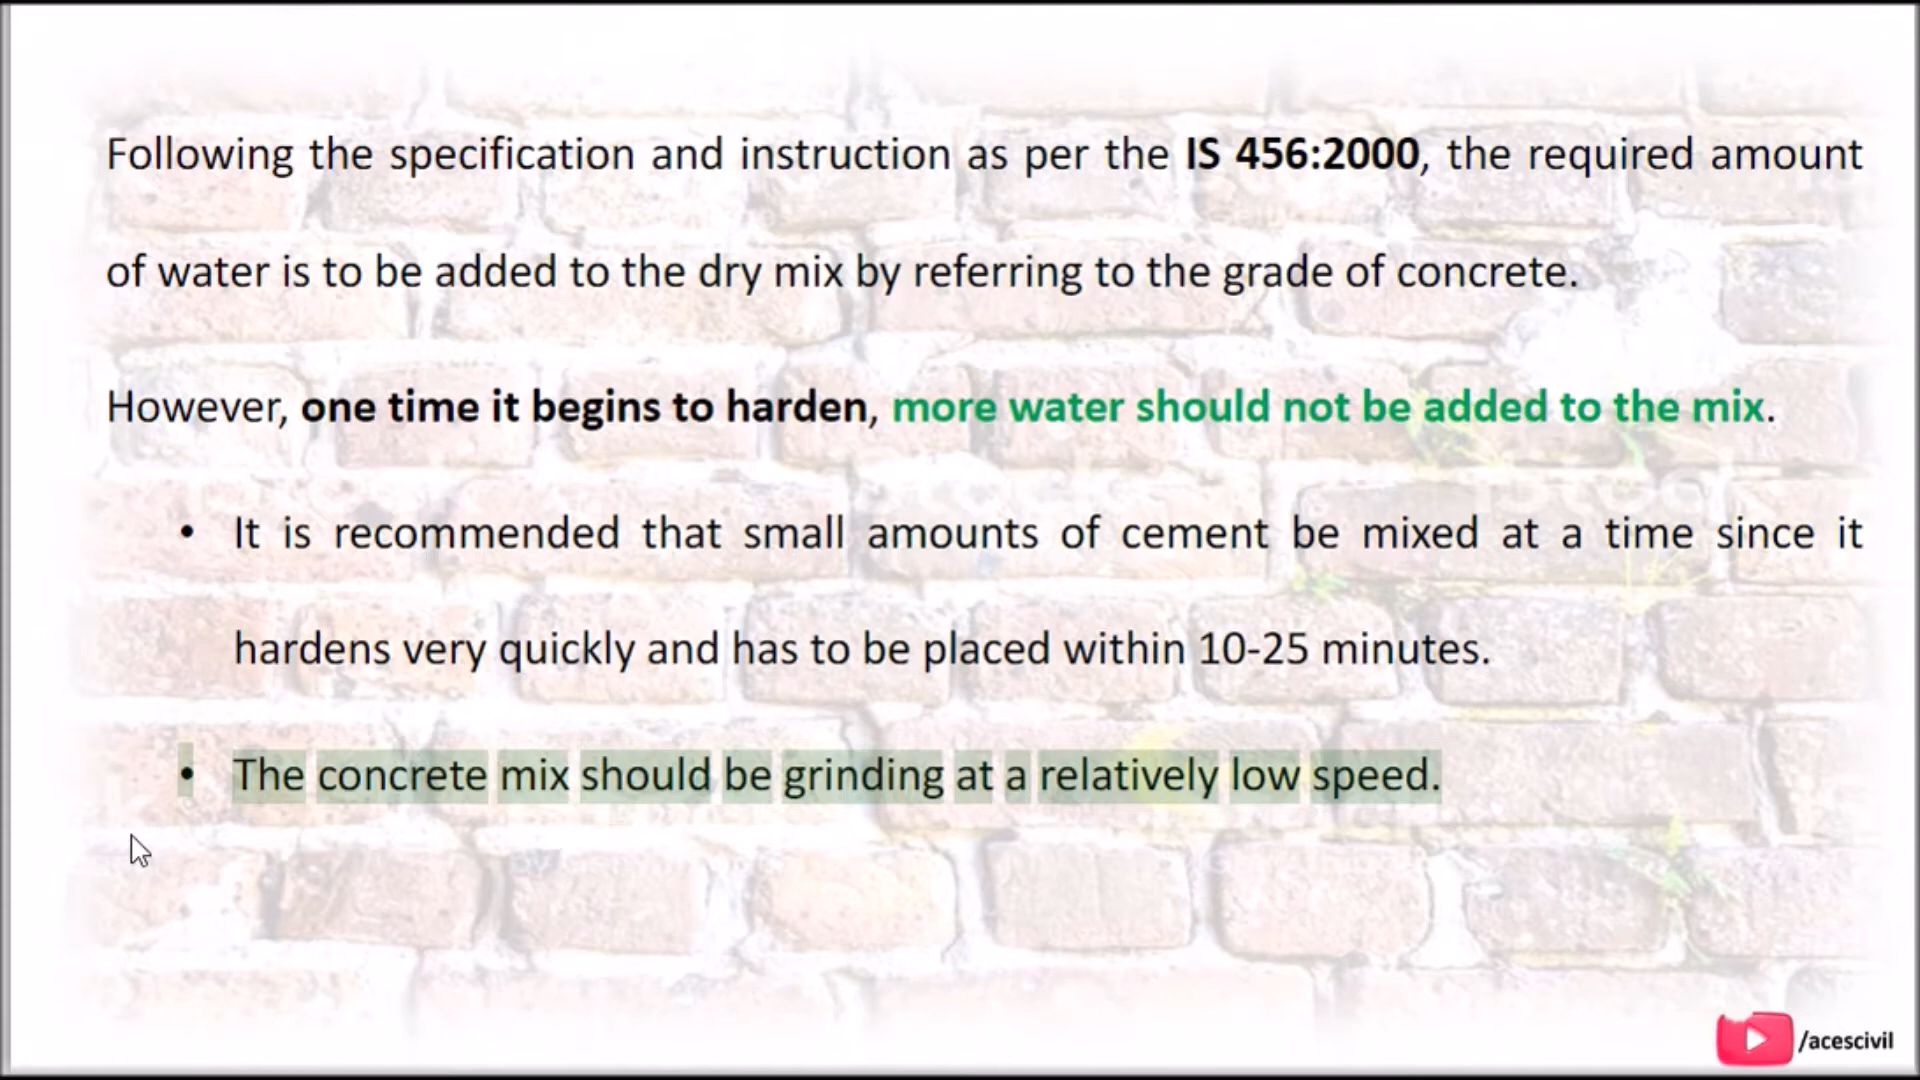 Following the specification and instruction as per the IS 456:2000, the required amount
of water is to be added to the dry mix by referring to the grade of concrete.
However, one time it begins to harden, more water should not be added to the mix.
• It is recommended that small amounts of cement be mixed at a time since it
hardens very quickly and has to be placed within 10-25 minutes.
• The concrete mix should be grinding at a relatively low speed.
/acescivil